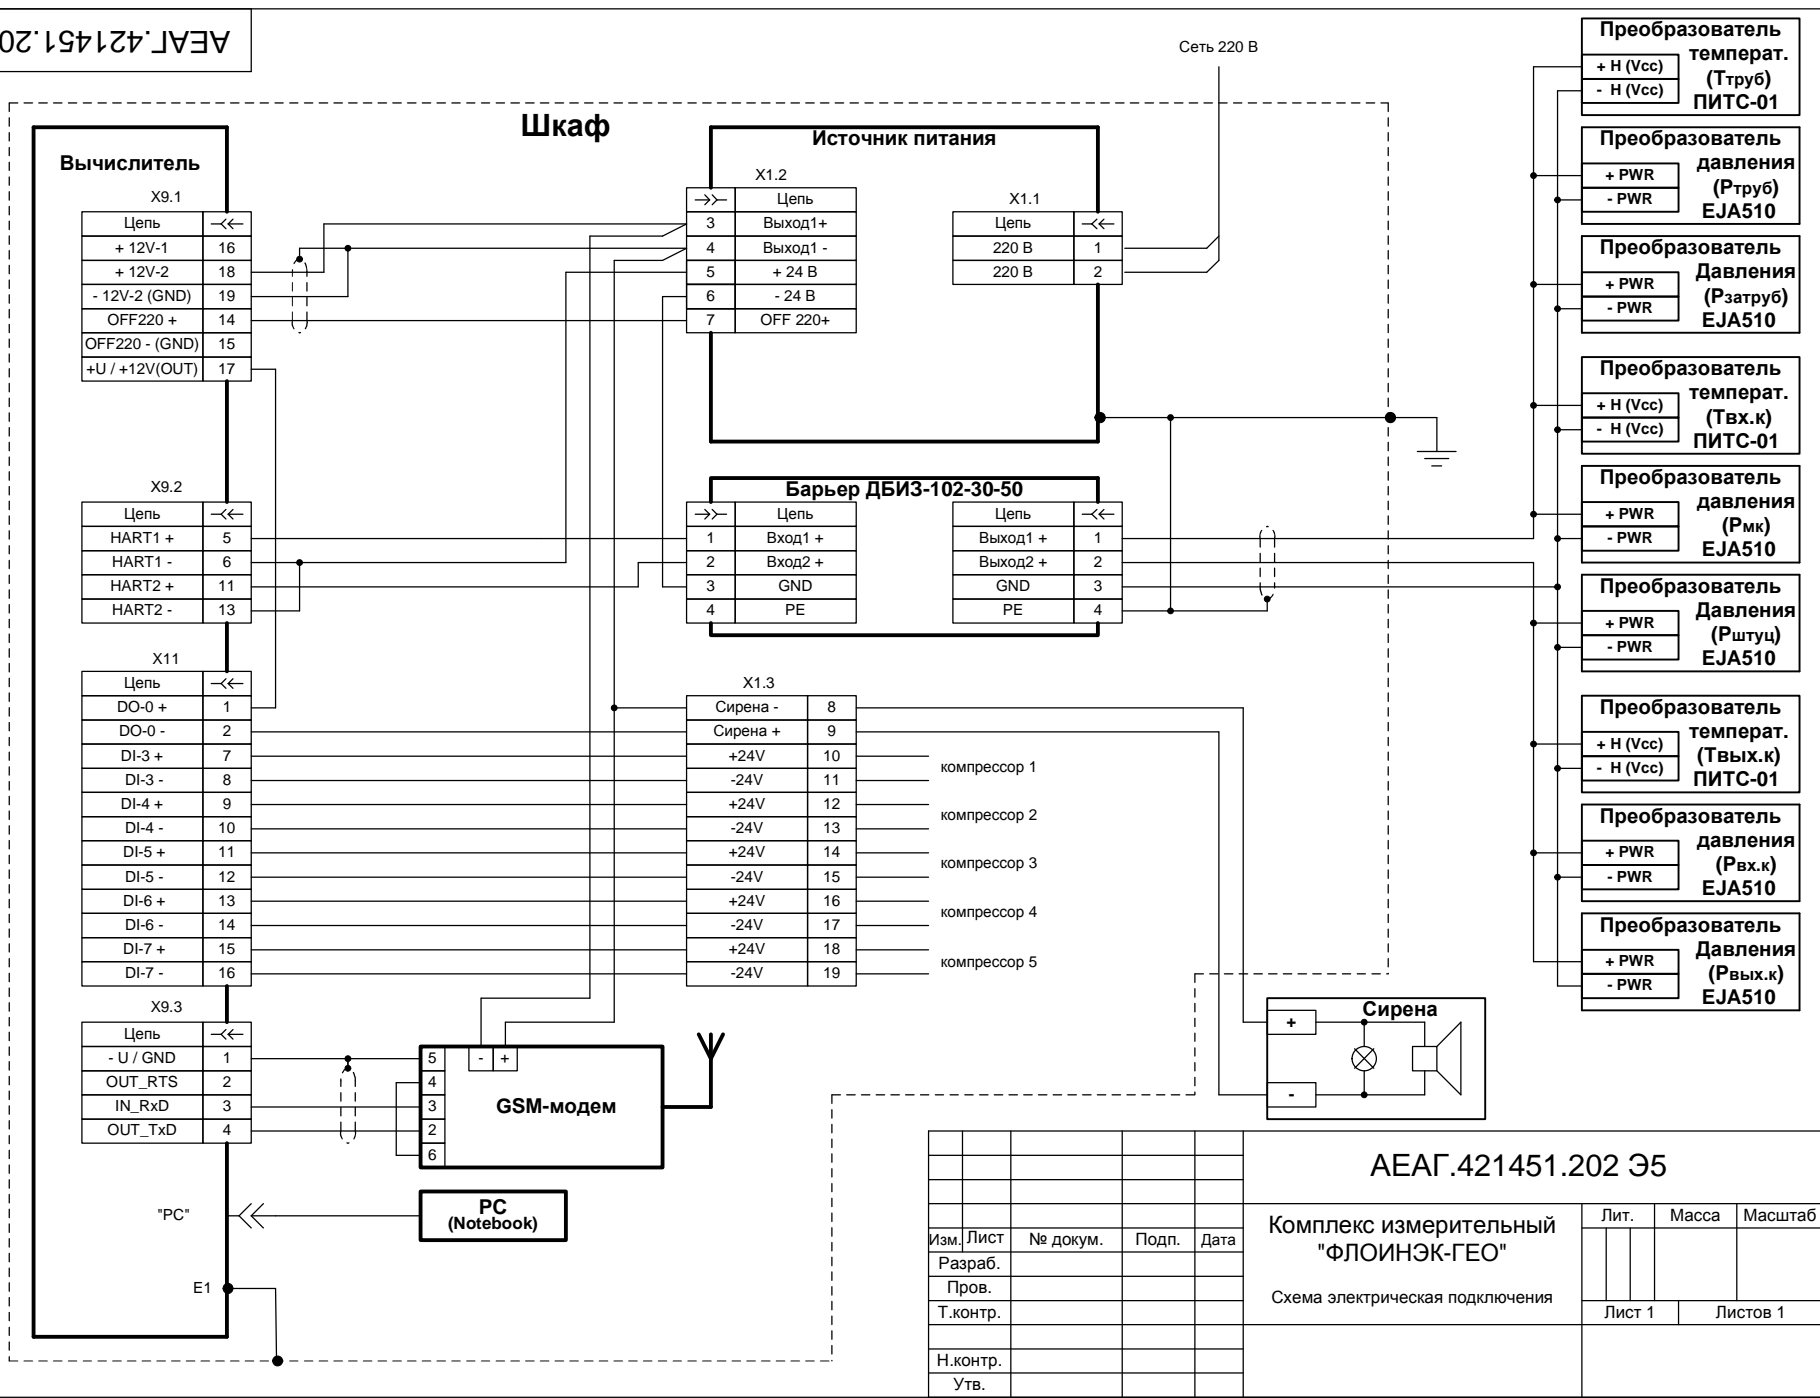 АЕАГ.421451.20
Сеть 220 В
Шкаф
Вычислитель
X9.1
Цепь
+ 12V-1 16
+ 12V-2 18
- 12V-2 (GND) 19
OFF220 + 14
OFF220 - (GND) 15
+U / +12V(OUT) 17
X9.2
Цепь
HART1 + 5
HART1 - 6
HART2 + 11
HART2 - 13
X11
Цепь
DO-0 + 1
DO-0 - 2
DI-3 + 7
DI-3 - 8
DI-4 + 9
DI-4 - 10
DI-5 + 11
DI-5 - 12
DI-6 + 13
DI-6 - 14
DI-7 + 15
DI-7 - 16
X9.3
Цепь
- U / GND 1
OUT_RTS 2
IN_RxD 3
OUT_TxD 4
"PC"
E1
Источник питания
X1.2
Цепь
3 Выход1+
4 Выход1 -
5 + 24 В
6 - 24 В
7 OFF 220+
X1.1
Цепь
220 В 1
220 В 2
Барьер ДБИЗ-102-30-50
Цепь
1 Вход1 +
2 Вход2 +
3 GND
4 PE
Цепь
Выход1 + 1
Выход2 + 2
GND 3
PE 4
X1.3
Сирена - 8
Сирена + 9
+24V 10
-24V 11
+24V 12
-24V 13
+24V 14
-24V 15
+24V 16
-24V 17
+24V 18
-24V 19
компрессор 1
компрессор 2
компрессор 3
компрессор 4
компрессор 5
- +
5
4
3
2
6
GSM-модем
PC
(Notebook)
Сирена
+
-
Преобразователь
температ.
+ H (Vcc)
(Ттруб)
- H (Vcc)
ПИТС-01
Преобразователь
давления
+ PWR
(Ртруб)
- PWR
EJA510
Преобразователь
Давления
+ PWR
(Рзатруб)
- PWR
EJA510
Преобразователь
температ.
+ H (Vcc)
(Твх.к)
- H (Vcc)
ПИТС-01
Преобразователь
давления
+ PWR
(Рмк)
- PWR
EJA510
Преобразователь
Давления
+ PWR
(Рштуц)
- PWR
EJA510
Преобразователь
температ.
+ H (Vcc)
(Твых.к)
- H (Vcc)
ПИТС-01
Преобразователь
давления
+ PWR
(Рвх.к)
- PWR
EJA510
Преобразователь
Давления
+ PWR
(Рвых.к)
- PWR
EJA510
АЕАГ.421451.202 Э5
Изм. Лист № докум. Подп. Дата
Разраб.
Пров.
Т.контр.
Н.контр.
Утв.
Комплекс измерительный
"ФЛОИНЭК-ГЕО"
Схема электрическая подключения
Лит. Масса Масштаб
Лист 1 Листов 1